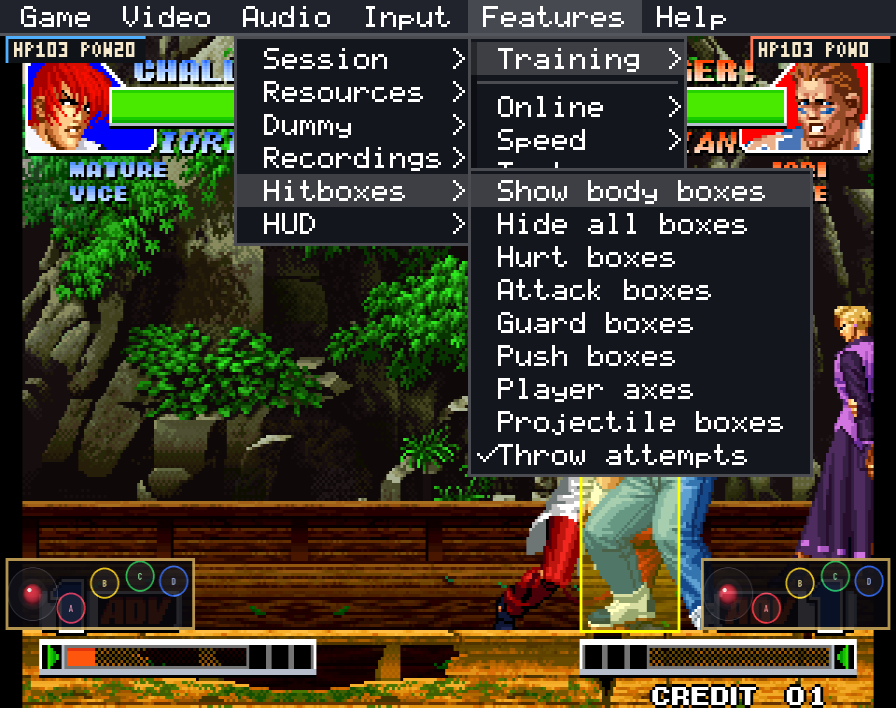 Game Video Audio Input Features Help
HP103 POW20
HP103 POW0
Session >
Resources >
Dummy >
Recordings >
Hitboxes >
HUD >
Training >
Online >
Speed >
Show body boxes
Hide all boxes
Hurt boxes
Attack boxes
Guard boxes
Push boxes
Player axes
Projectile boxes
✓Throw attempts
MATURE
VICE
A B C D
A B C D
ADV
CREDIT 01